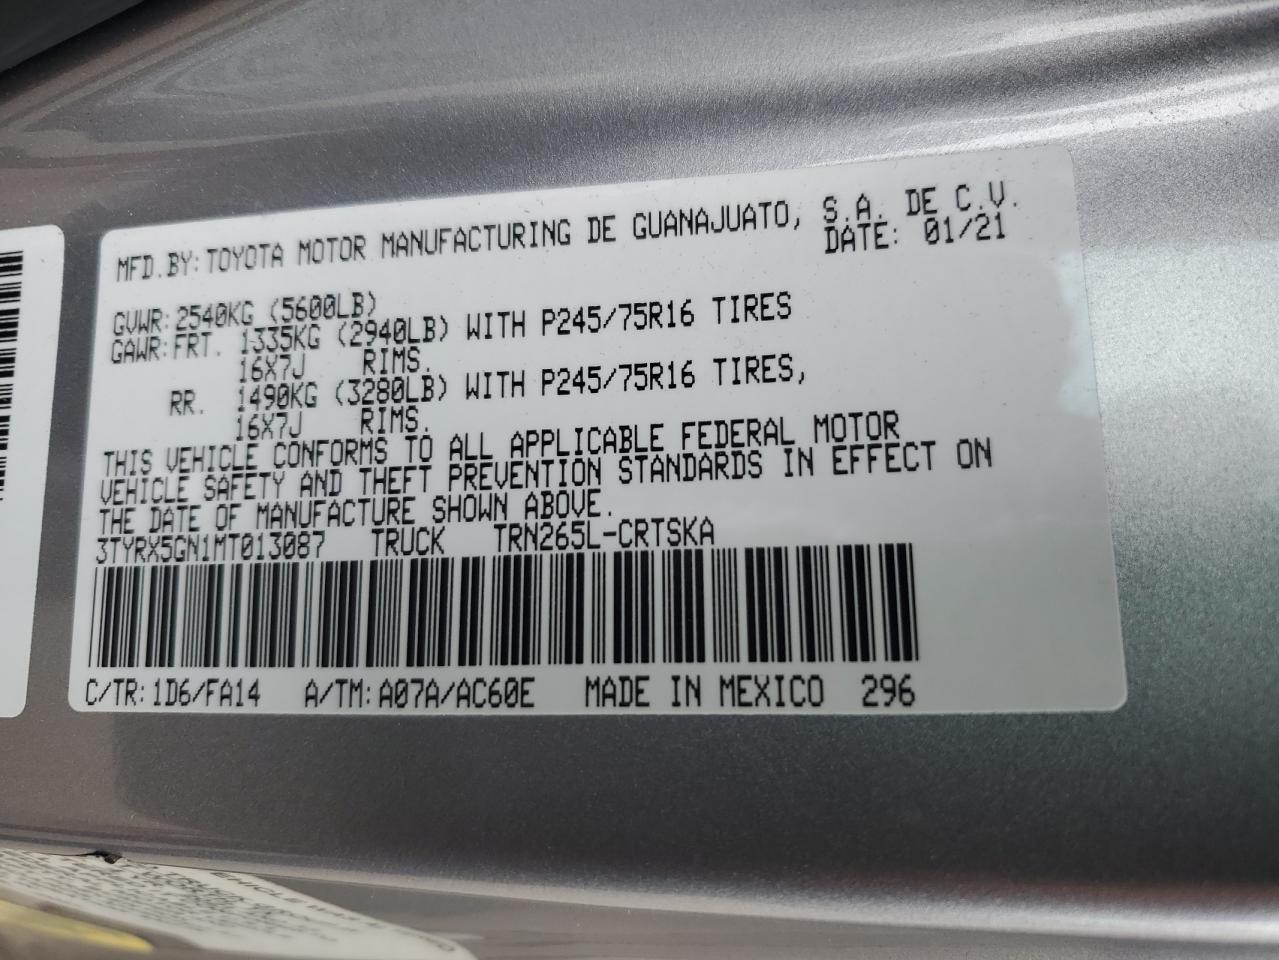 MFD.BY:TOYOTA MOTOR MANUFACTURING DE GUANAJUATO, S.A. DE C.V.
DATE: 01/21
GVWR:2540KG (5600LB)
GAWR:FRT. 1335KG (2940LB) WITH P245/75R16 TIRES
16X7J RIMS.
RR. 1490KG (3280LB) WITH P245/75R16 TIRES,
16X7J RIMS.
THIS VEHICLE CONFORMS TO ALL APPLICABLE FEDERAL MOTOR
VEHICLE SAFETY AND THEFT PREVENTION STANDARDS IN EFFECT ON
THE DATE OF MANUFACTURE SHOWN ABOVE.
3TYRX5GN1MT013087 TRUCK TRN265L-CRTSKA
C/TR:1D6/FA14 A/TM:A07A/AC60E MADE IN MEXICO 296